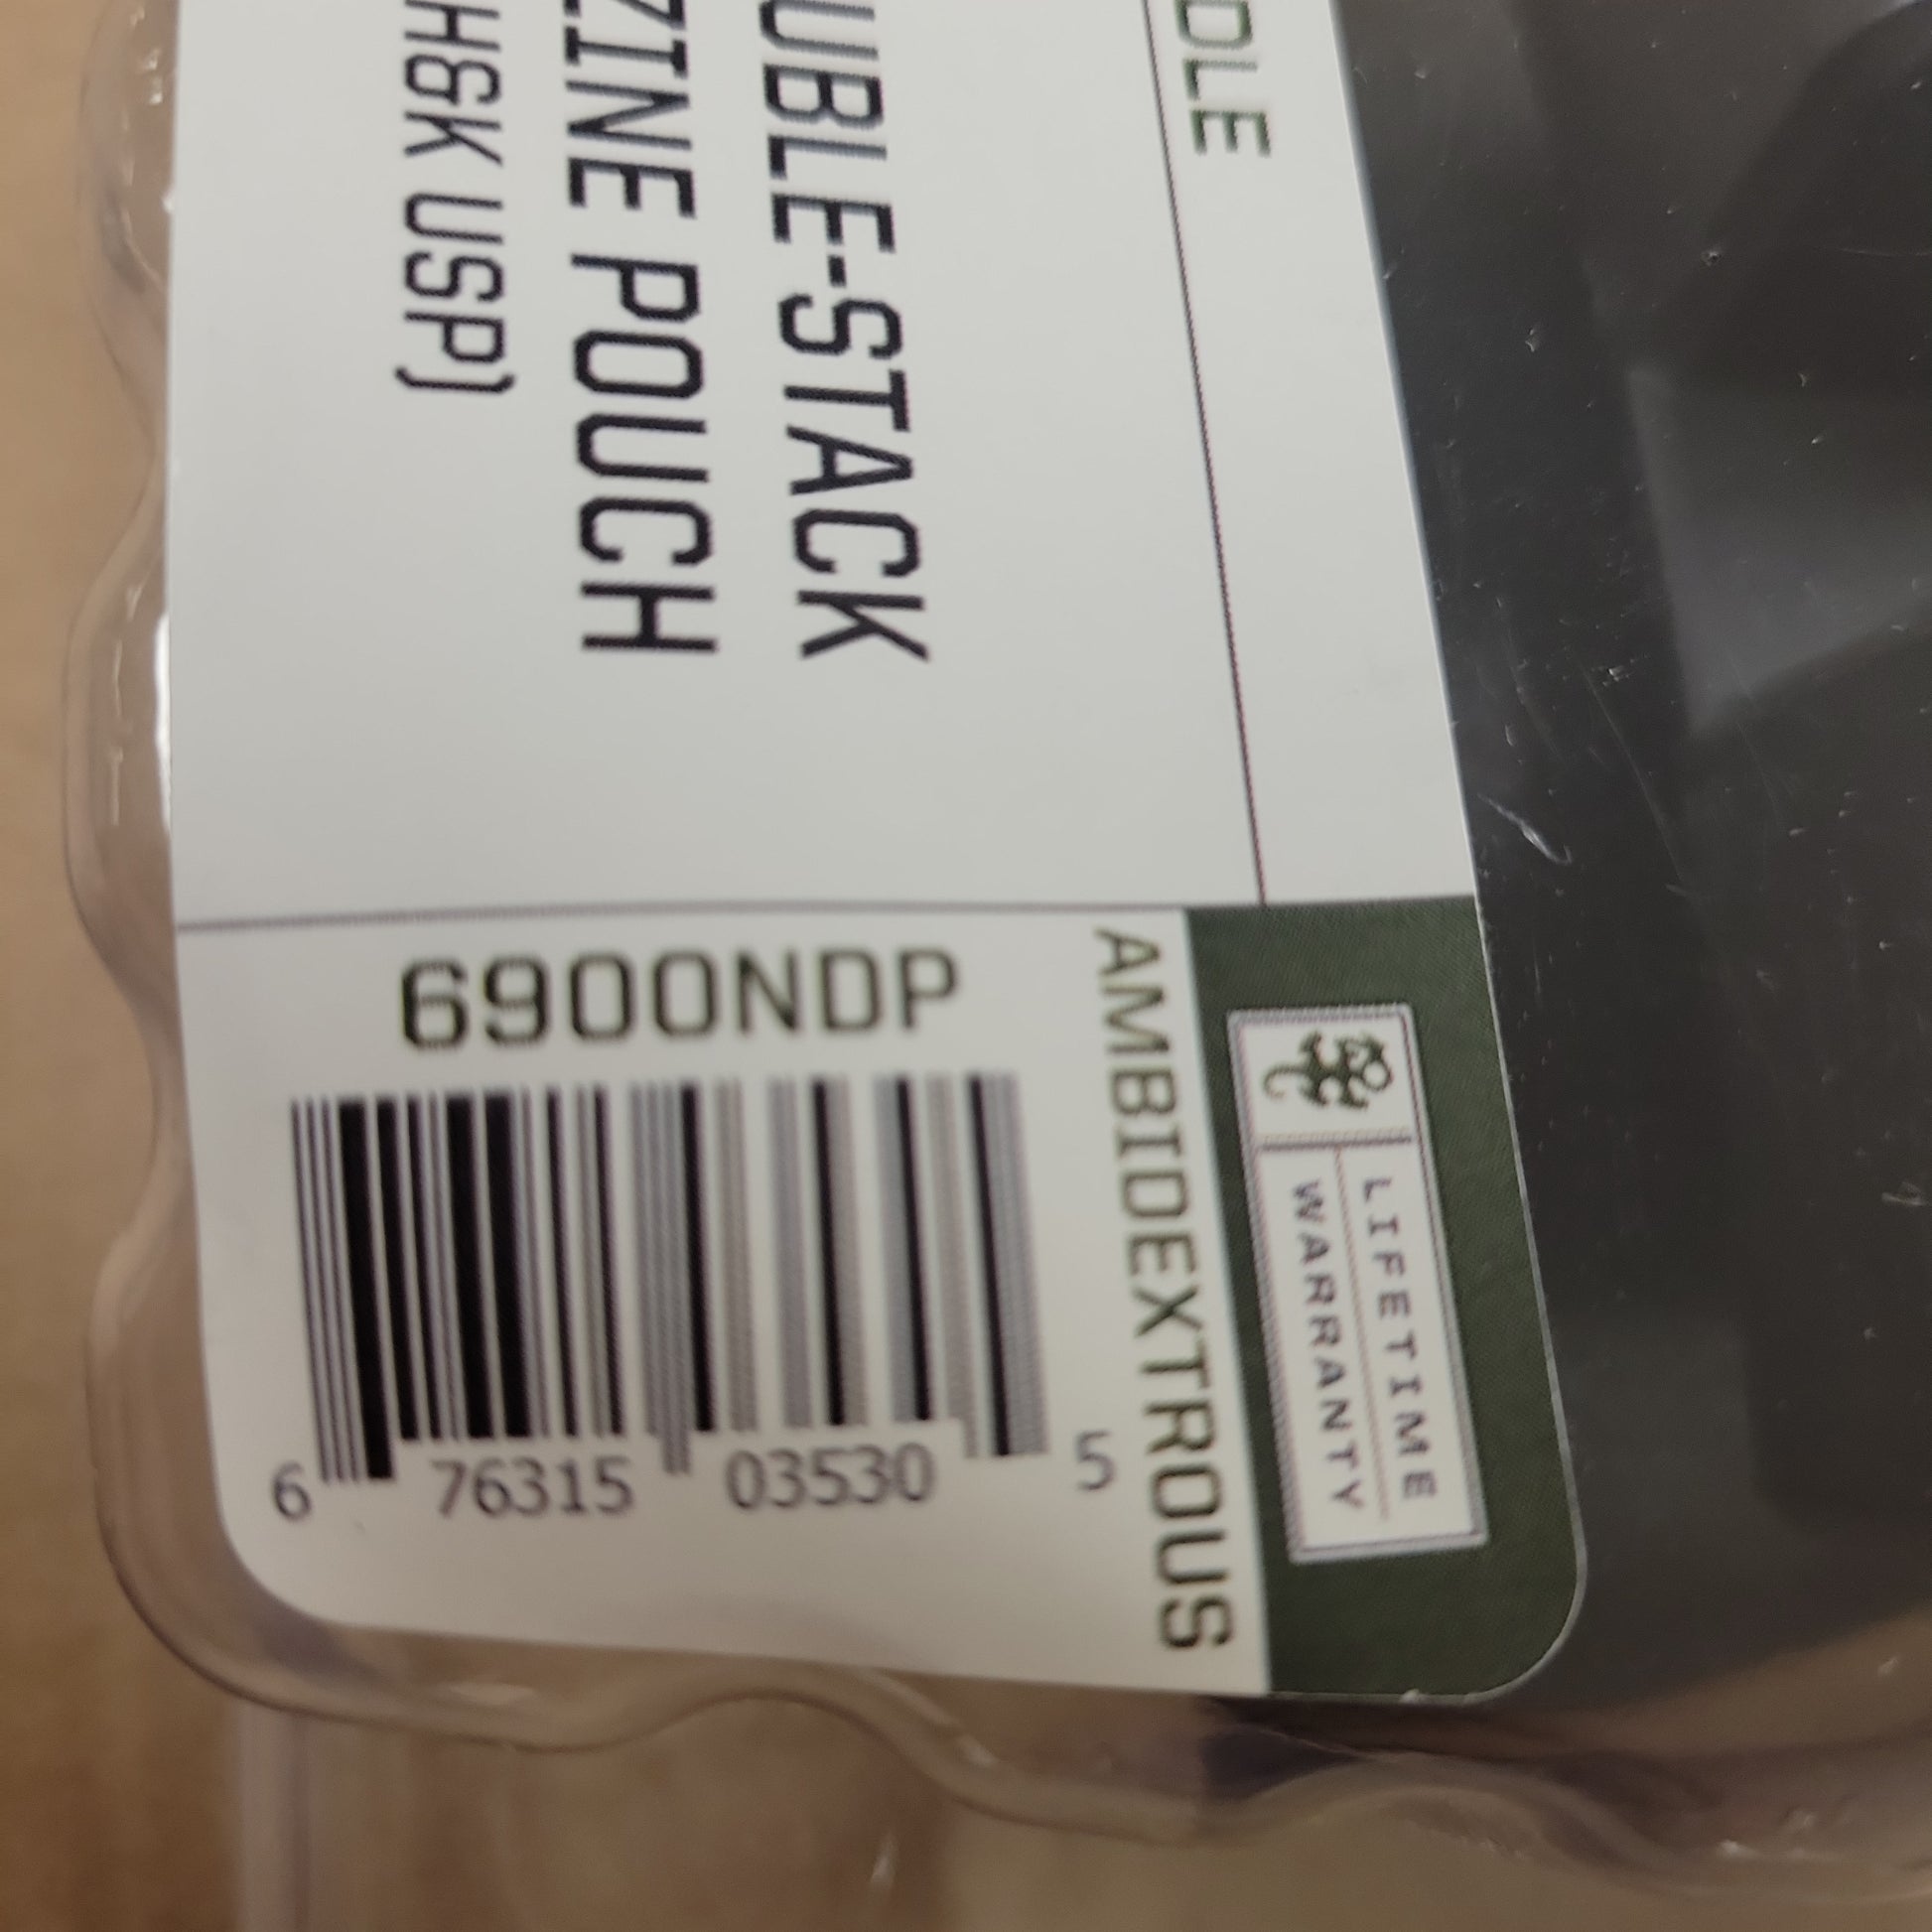 DLE
UBLE-STACK
ZINE POUCH
H&K USP)
6900NDP
6 76315 03530 5
AMBIDEXTROUS
LIFETIME
WARRANTY